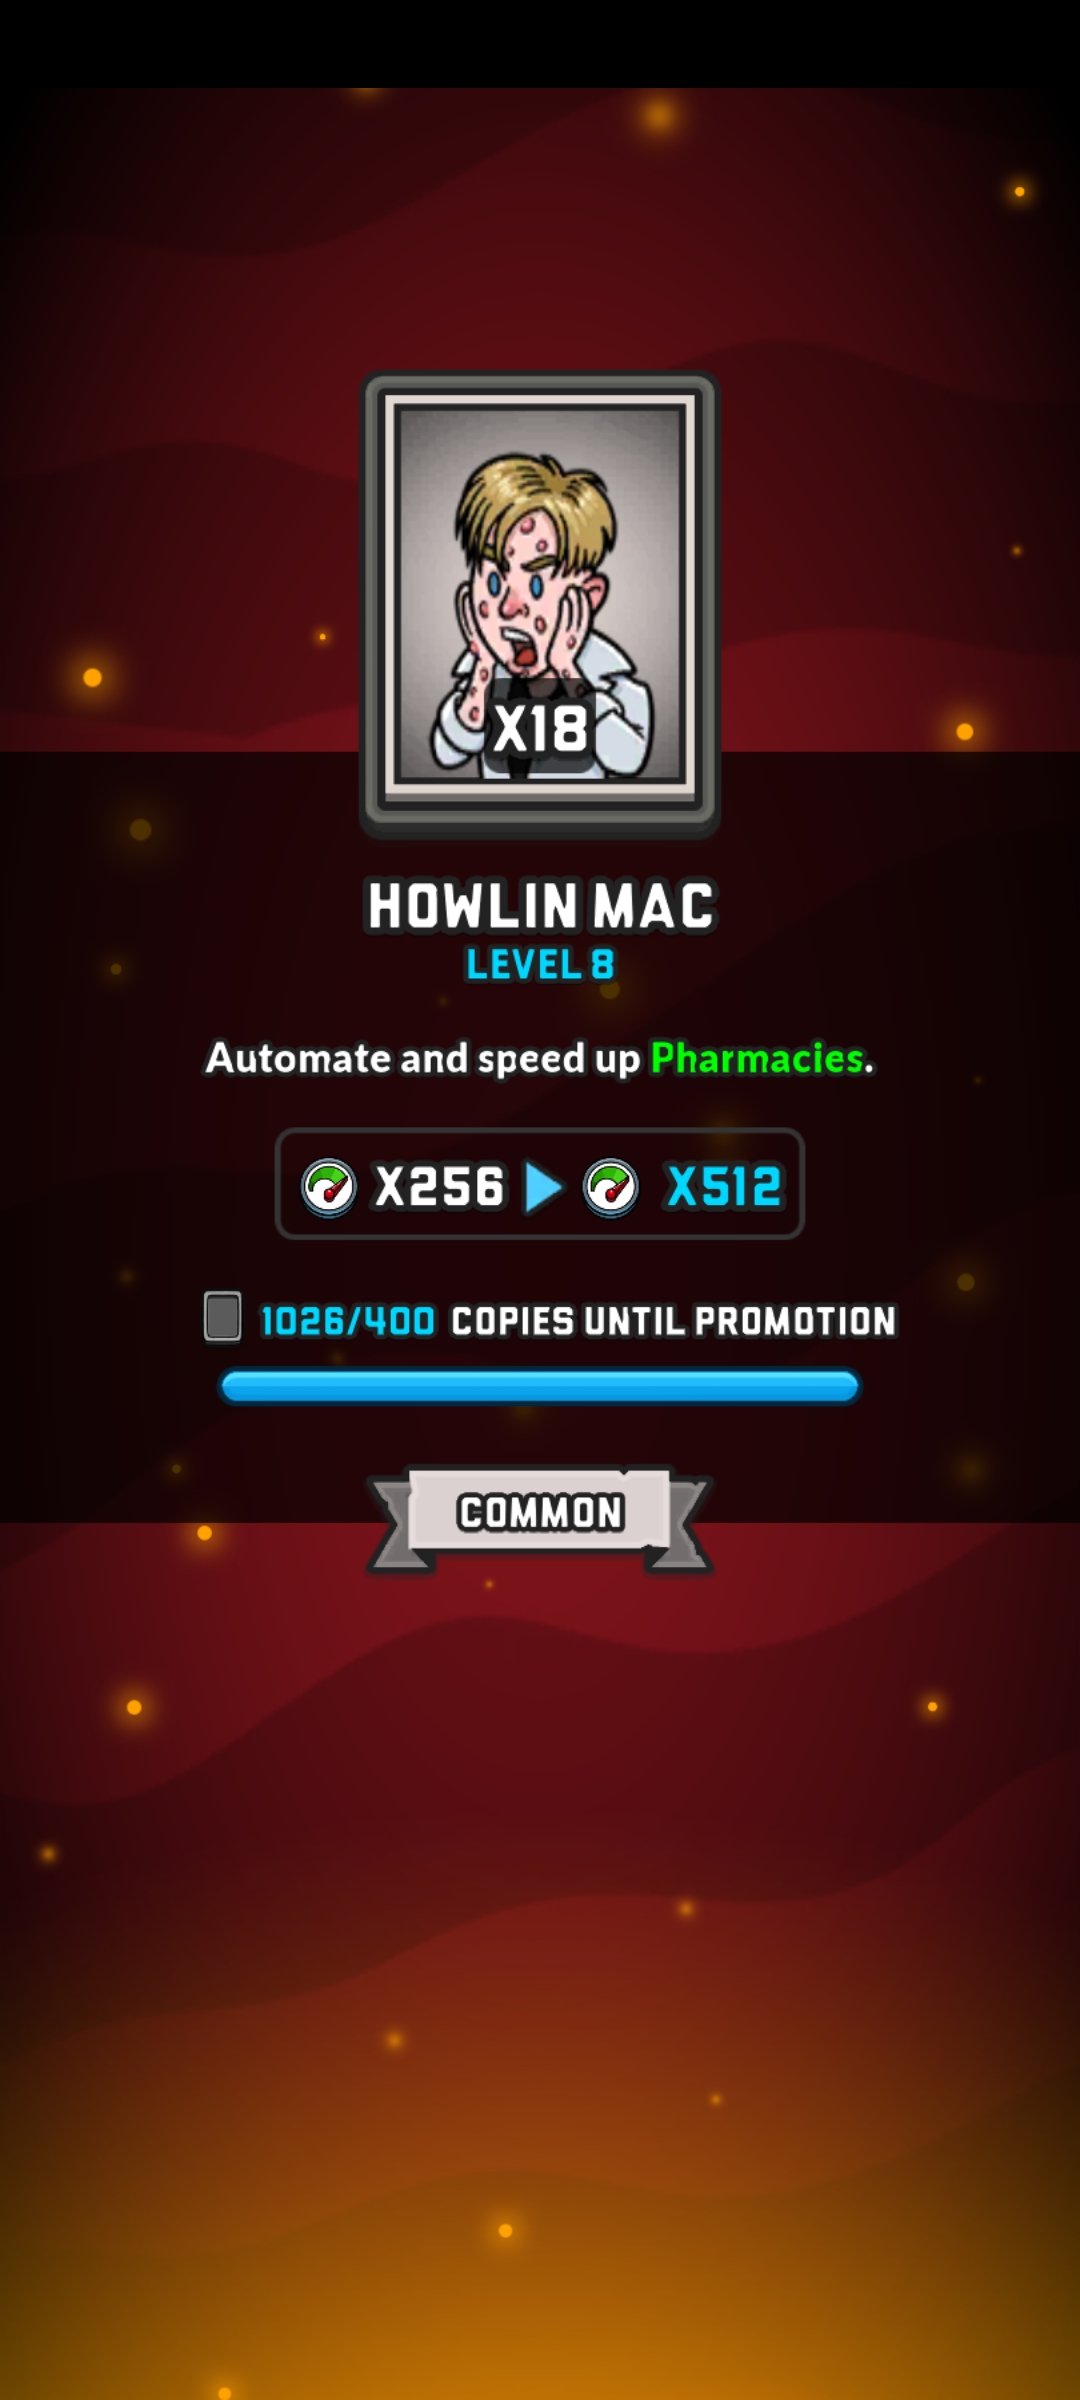 X18
HOWLIN MAC
LEVEL 8
Automate and speed up Pharmacies.
X256 X512
1026/400 COPIES UNTIL PROMOTION
COMMON